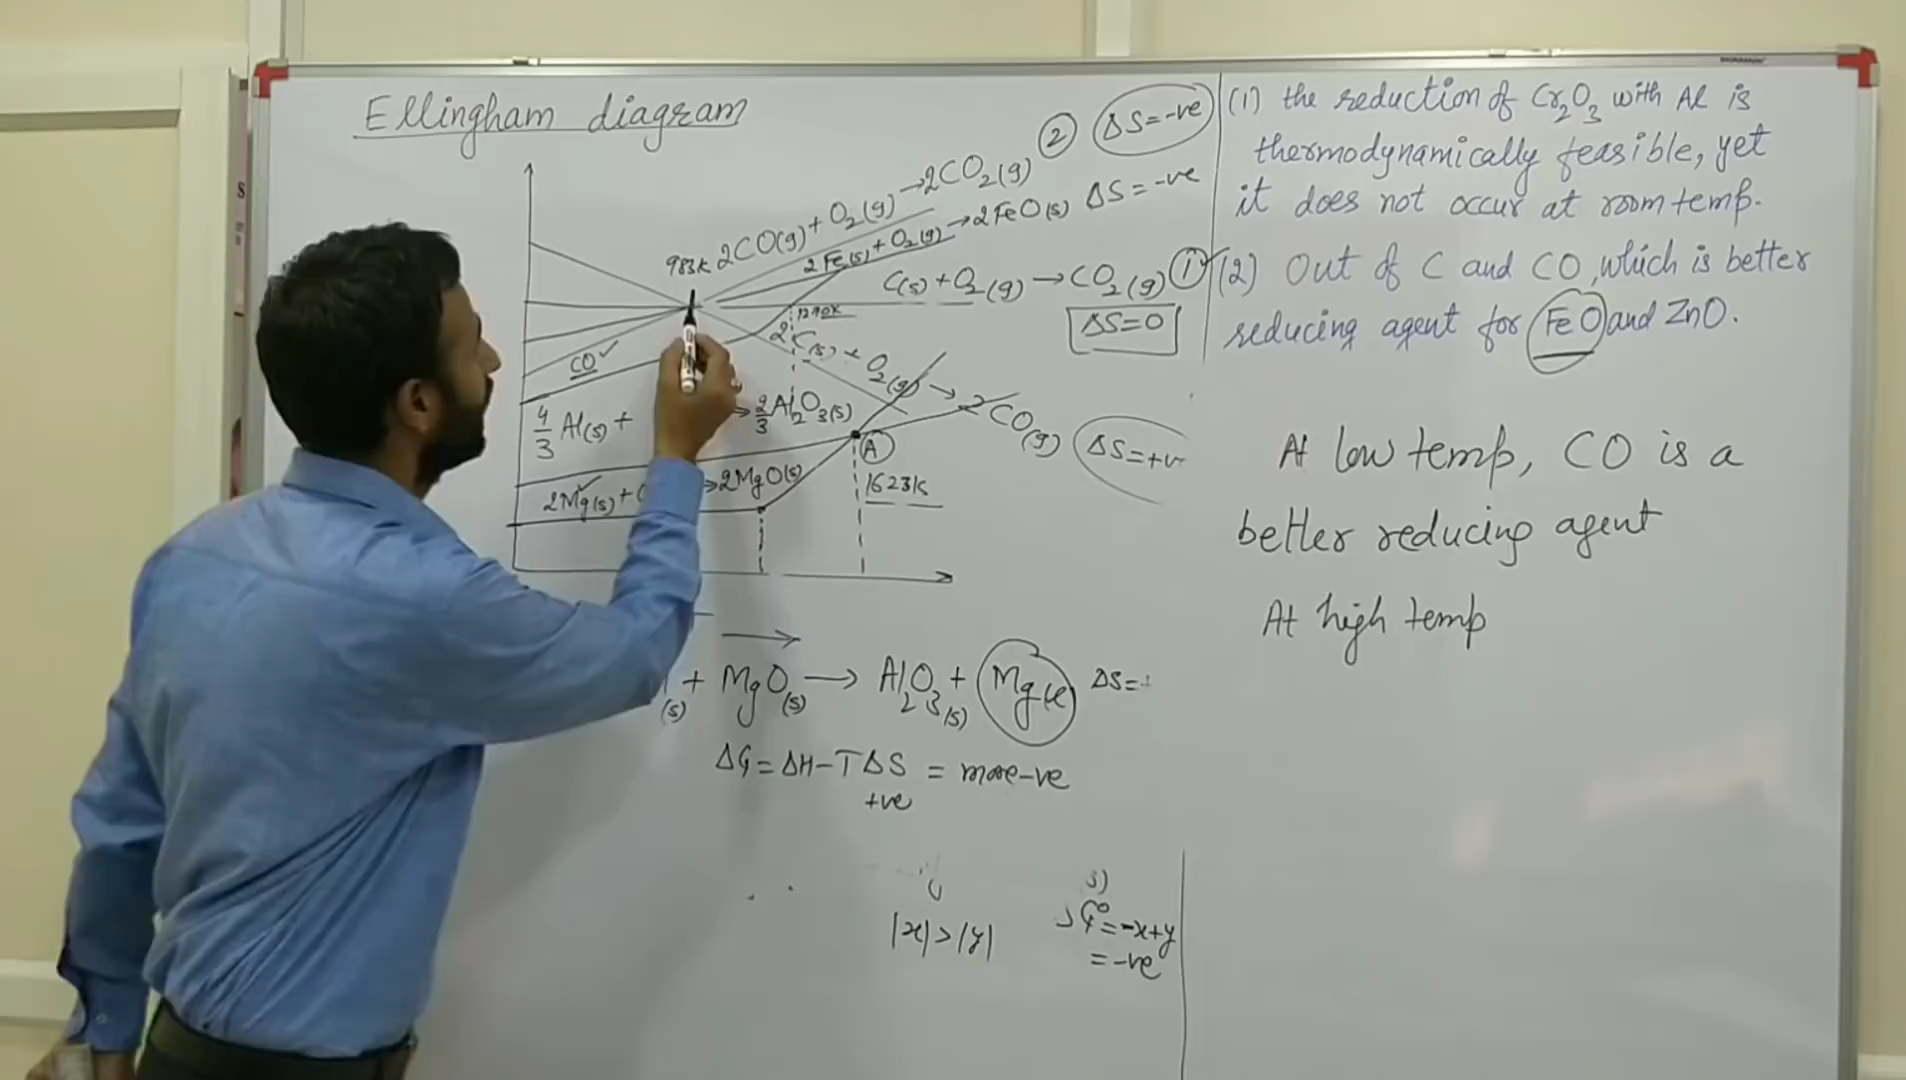 Ellingham diagram
2CO(g) + O2(g) → 2CO2(g) ② ΔS=-ve
2Fe(s) + O2(g) → 2FeO(s) ΔS=-ve
983K
C(s) + O2(g) → CO2(g) ①
ΔS=0
CO ✓
2C(s) + O2(g) → 2CO(g) ΔS=+v
4/3 Al(s) + → 2/3 Al2O3(s)
A
2Mg(s) + → 2MgO(s)
1623K
(s) + MgO(s) → Al2O3(s) + Mg(l) ΔS=
ΔG = ΔH - TΔS = more -ve
+ve
|x| > |y|
G° = -x+y
= -ve
(1) the reduction of Cr2O3 with Al is
thermodynamically feasible, yet
it does not occur at room temp.
(2) Out of C and CO, which is better
reducing agent for FeO and ZnO.
At low temp, CO is a
better reducing agent
At high temp